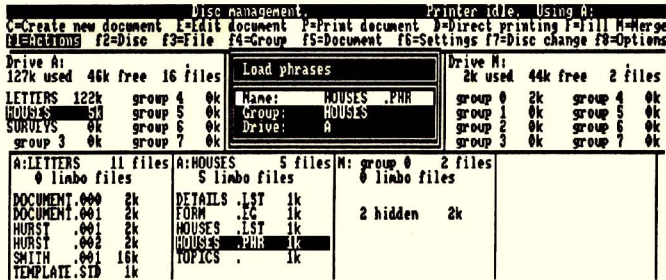 Disc management. Printer idle. Using A:
C=Create new document E=Edit document P=Print document D=Direct printing F=Fill M=Merge
f1=Actions f2=Disc f3=File f4=Group f5=Document f6=Settings f7=Disc change f8=Options
Drive A:
127k used 46k free 16 files
LETTERS 122k group 4 0k
HOUSES 5k group 5 0k
SURVEYS 0k group 6 0k
group 3 0k group 7 0k
Load phrases
Name: HOUSES .PHR
Group: HOUSES
Drive: A
Drive M:
2k used 44k free 2 files
group 0 2k group 4 0k
group 1 0k group 5 0k
group 2 0k group 6 0k
group 3 0k group 7 0k
A:LETTERS 11 files
0 limbo files
DOCUMENT.000 2k
DOCUMENT.001 2k
HURST .001 2k
HURST .002 2k
SMITH .001 16k
TEMPLATE.STD 1k
A:HOUSES 5 files
5 limbo files
DETAILS .LST 1k
FORM .EG 1k
HOUSES .LST 1k
HOUSES .PHR 1k
TOPICS . 1k
M: group 0 2 files
0 limbo files
2 hidden 2k